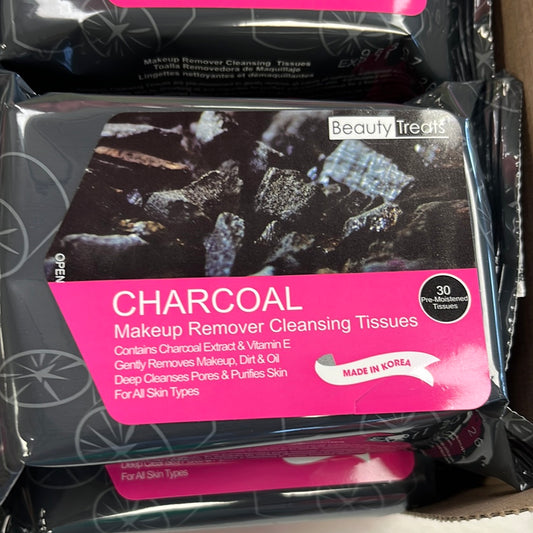 Makeup Remover Cleansing Tissues
Toalla Removedora de Maquillaje
Lingettes nettoyantes et démaquillantes
EXP
Beauty Treats
OPEN
CHARCOAL
Makeup Remover Cleansing Tissues
Contains Charcoal Extract & Vitamin E
Gently Removes Makeup, Dirt & Oil
Deep Cleanses Pores & Purifies Skin
For All Skin Types
30
Pre-Moistened
Tissues
MADE IN KOREA
For All Skin Types